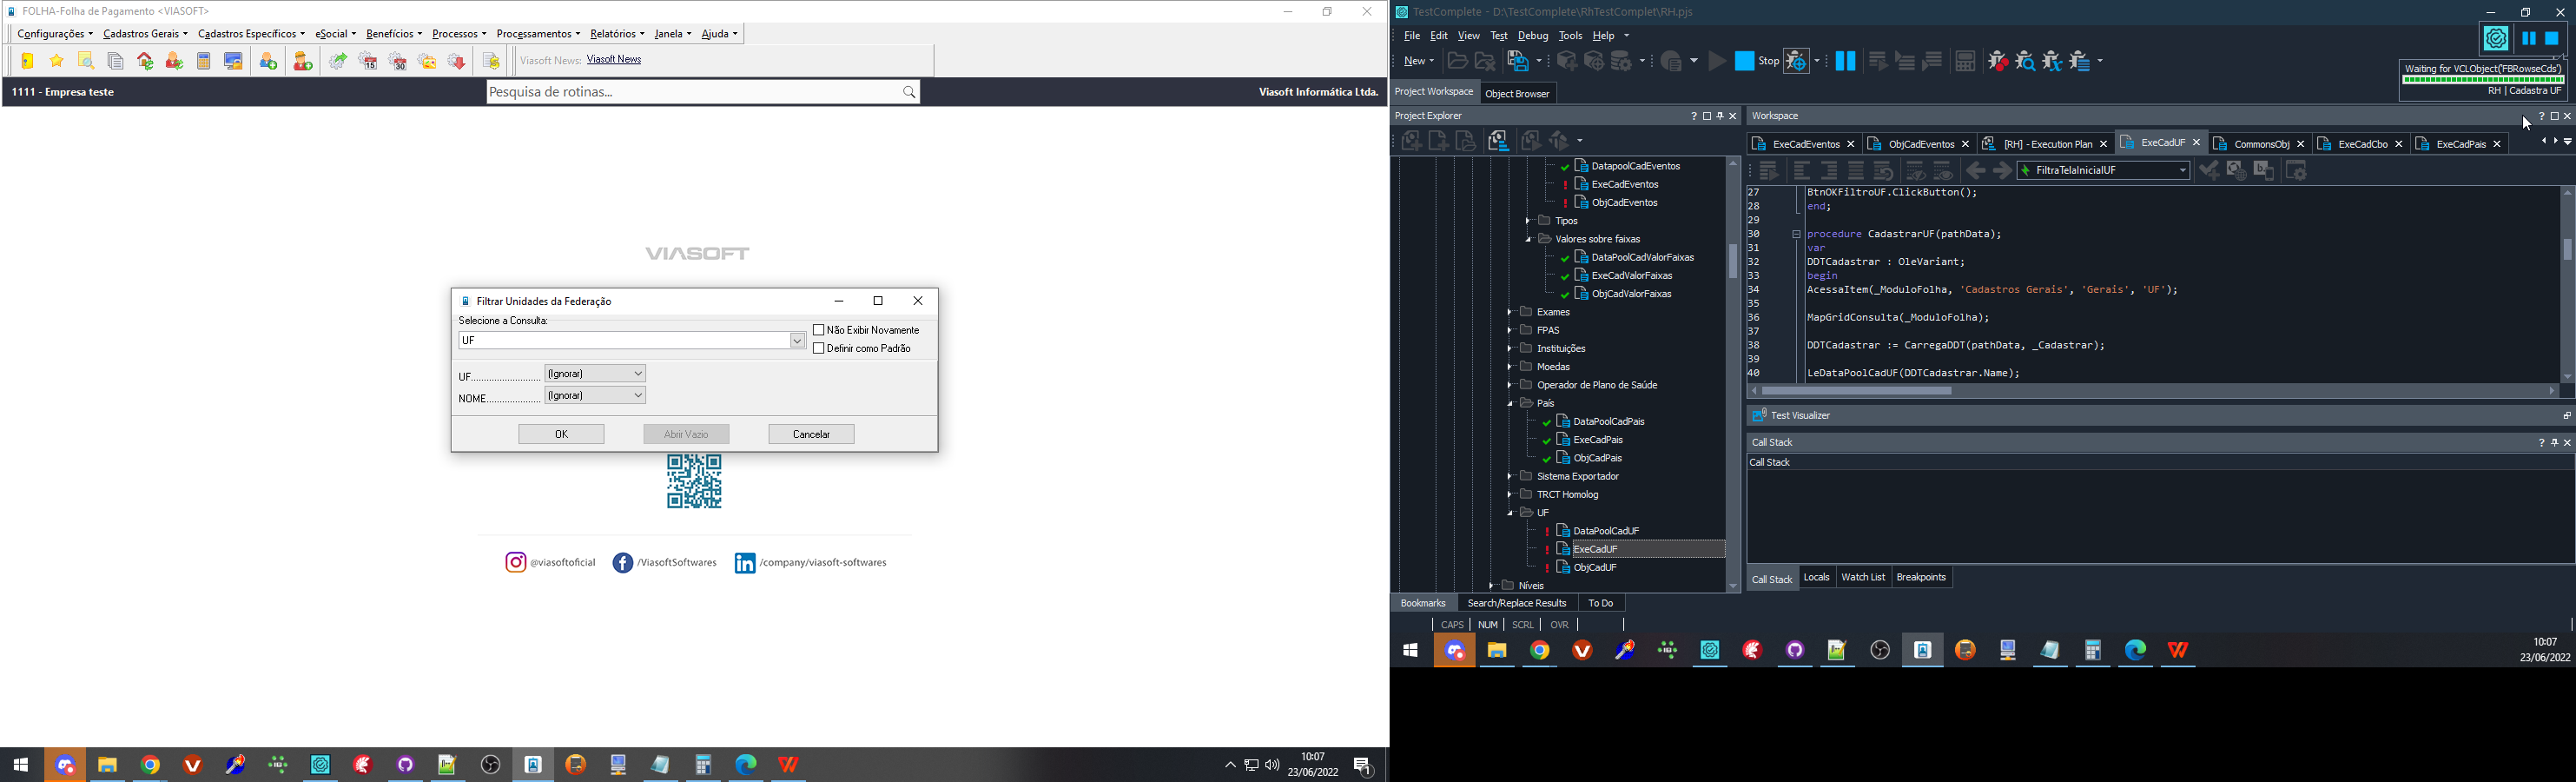 FOLHA-Folha de Pagamento <VIASOFT>
Configurações Cadastros Gerais Cadastros Específicos eSocial Benefícios Processos Processamentos Relatórios Janela Ajuda
15 30
Viasoft News: Viasoft News
1111 - Empresa teste
Pesquisa de rotinas...
Viasoft Informática Ltda.
VIASOFT
Filtrar Unidades da Federação
Selecione a Consulta:
UF
Não Exibir Novamente
Definir como Padrão
UF......................... (Ignorar)
NOME.................... (Ignorar)
OK Abrir Vazio Cancelar
@viasoftoficial /ViasoftSoftwares /company/viasoft-softwares
10:07
23/06/2022
1
TestComplete - D:\TestComplete\RhTestComplet\RH.pjs
File Edit View Test Debug Tools Help
New Stop
Waiting for VCLObject('FBRowseCds')
RH | Cadastra UF
Project Workspace Object Browser
Project Explorer
DatapoolCadEventos
ExeCadEventos
ObjCadEventos
Tipos
Valores sobre faixas
DataPoolCadValorFaixas
ExeCadValorFaixas
ObjCadValorFaixas
Exames
FPAS
Instituições
Moedas
Operador de Plano de Saúde
País
DataPoolCadPais
ExeCadPais
ObjCadPais
Sistema Exportador
TRCT Homolog
UF
DataPoolCadUF
ExeCadUF
ObjCadUF
Níveis
Workspace
ExeCadEventos ObjCadEventos [RH] - Execution Plan ExeCadUF CommonsObj ExeCadCbo ExeCadPais
FiltraTelaInicialUF
27 BtnOKFiltroUF.ClickButton();
28 end;
29
30 procedure CadastrarUF(pathData);
31 var
32 DDTCadastrar : OleVariant;
33 begin
34 AcessaItem(_ModuloFolha, 'Cadastros Gerais', 'Gerais', 'UF');
35
36 MapGridConsulta(_ModuloFolha);
37
38 DDTCadastrar := CarregaDDT(pathData, _Cadastrar);
39
40 LeDataPoolCadUF(DDTCadastrar.Name);
Test Visualizer
Call Stack
Call Stack
Call Stack Locals Watch List Breakpoints
Bookmarks Search/Replace Results To Do
CAPS NUM SCRL OVR
10:07
23/06/2022